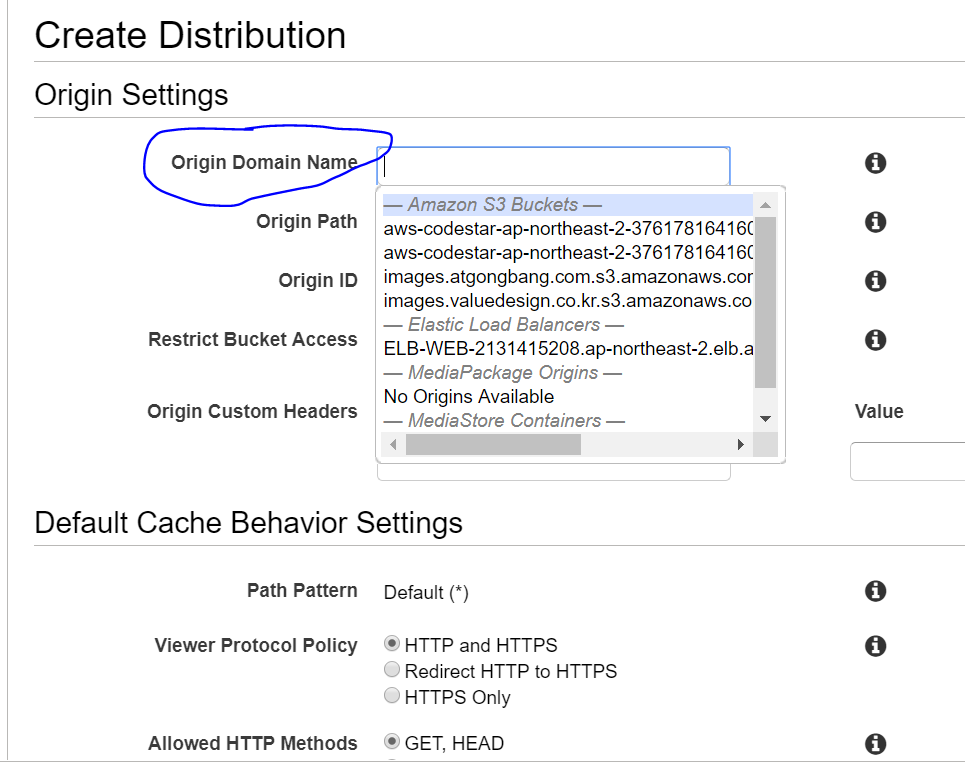 Create Distribution
Origin Settings
Origin Domain Name
— Amazon S3 Buckets —
aws-codestar-ap-northeast-2-376178164160
aws-codestar-ap-northeast-2-376178164160
images.atgongbang.com.s3.amazonaws.cor
images.valuedesign.co.kr.s3.amazonaws.co
— Elastic Load Balancers —
ELB-WEB-2131415208.ap-northeast-2.elb.a
— MediaPackage Origins —
No Origins Available
— MediaStore Containers —
Origin Path
Origin ID
Restrict Bucket Access
Origin Custom Headers Value
Default Cache Behavior Settings
Path Pattern Default (*)
Viewer Protocol Policy HTTP and HTTPS
Redirect HTTP to HTTPS
HTTPS Only
Allowed HTTP Methods GET, HEAD